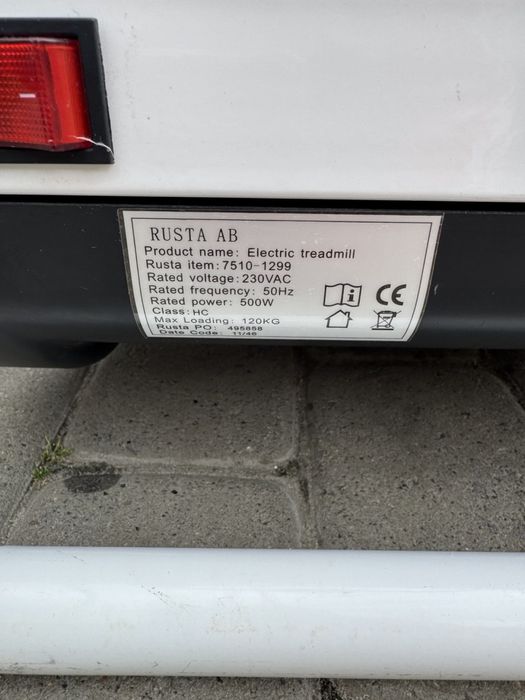 RUSTA AB
Product name: Electric treadmill
Rusta item: 7510-1299
Rated voltage: 230VAC
Rated frequency: 50Hz
Rated power: 500W
Class: HC
Max Loading: 120KG
Rusta PO: 495858
Date Code: 11/46
CE